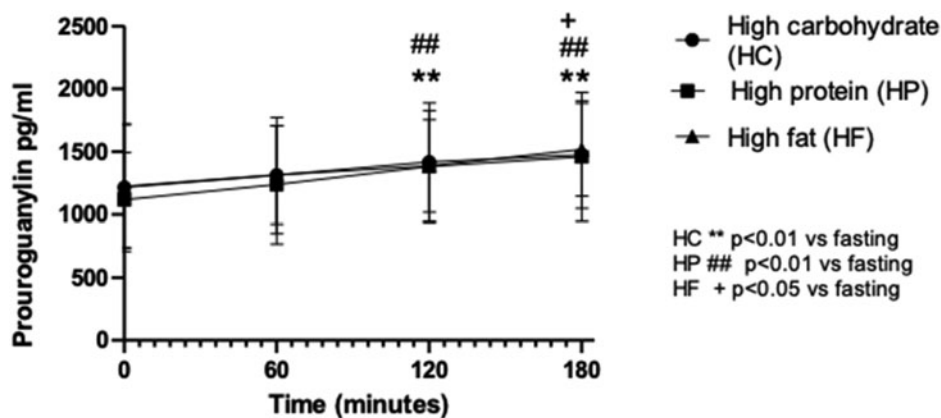 2500
2000
1500
1000
500
0
Prouroguanylin pg/ml
0 60 120 180
Time (minutes)
##
**
+
##
**
High carbohydrate
(HC)
High protein (HP)
High fat (HF)
HC ** p<0.01 vs fasting
HP ## p<0.01 vs fasting
HF + p<0.05 vs fasting